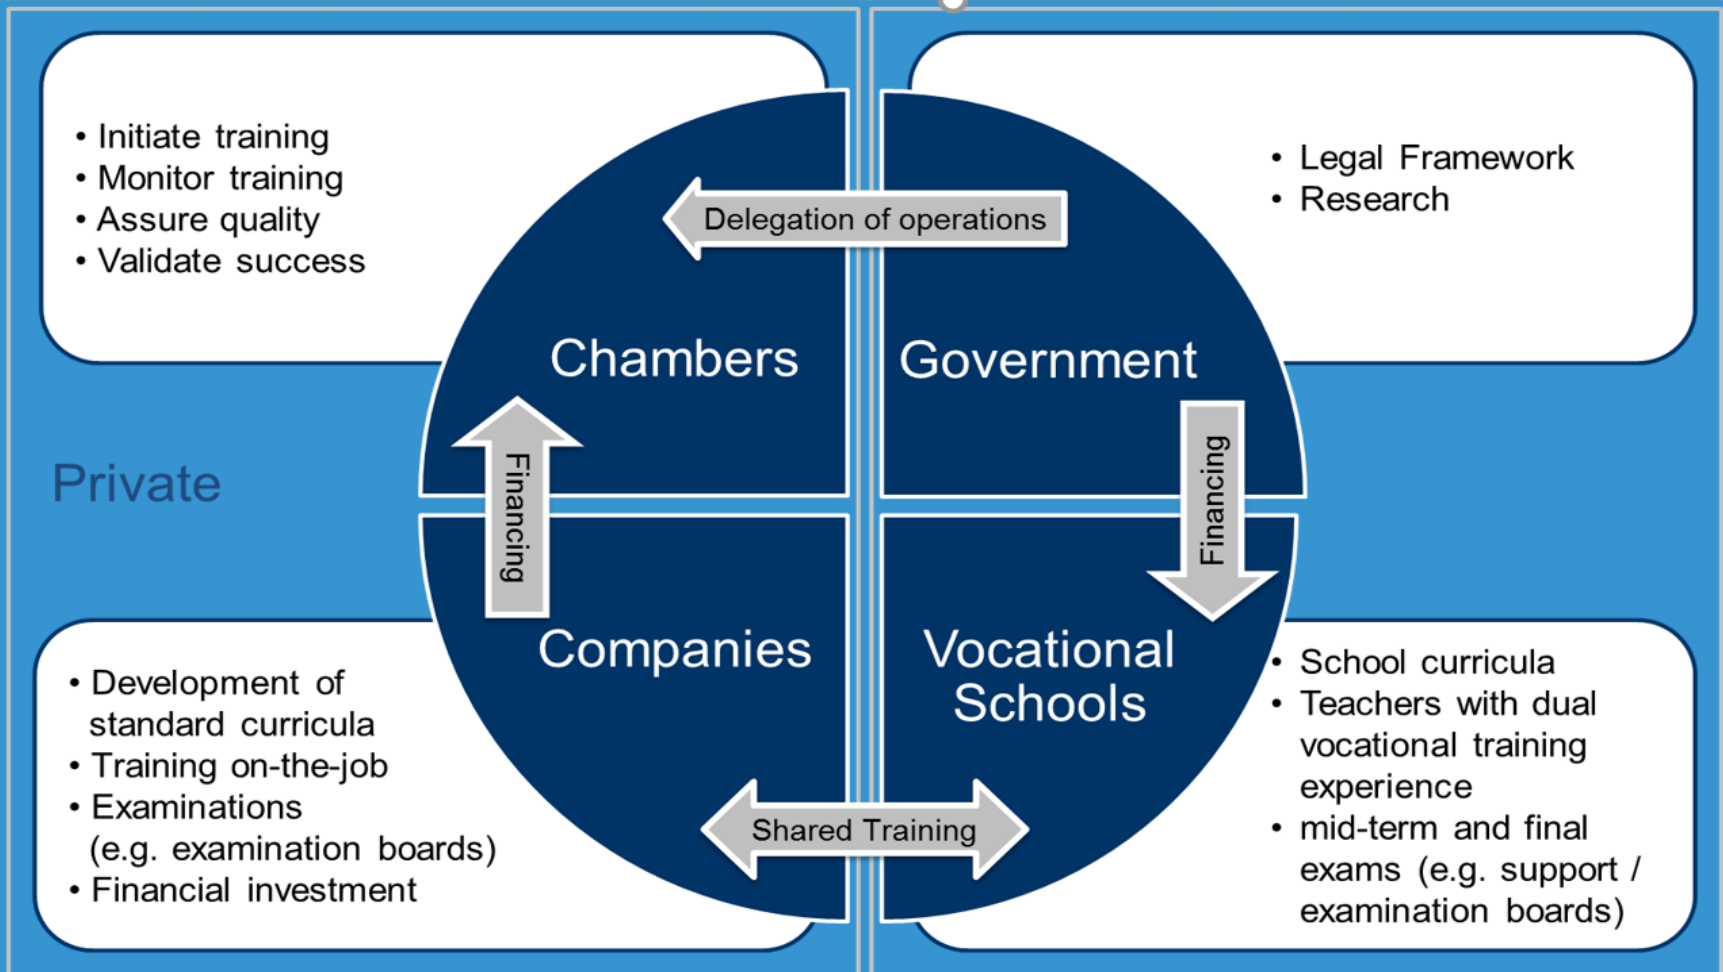 • Initiate training
• Monitor training
• Assure quality
• Validate success
• Legal Framework
• Research
Delegation of operations
Chambers
Government
Private
Financing
Financing
Companies
Vocational
Schools
Shared Training
• Development of
standard curricula
• Training on-the-job
• Examinations
(e.g. examination boards)
• Financial investment
• School curricula
• Teachers with dual
vocational training
experience
• mid-term and final
exams (e.g. support /
examination boards)